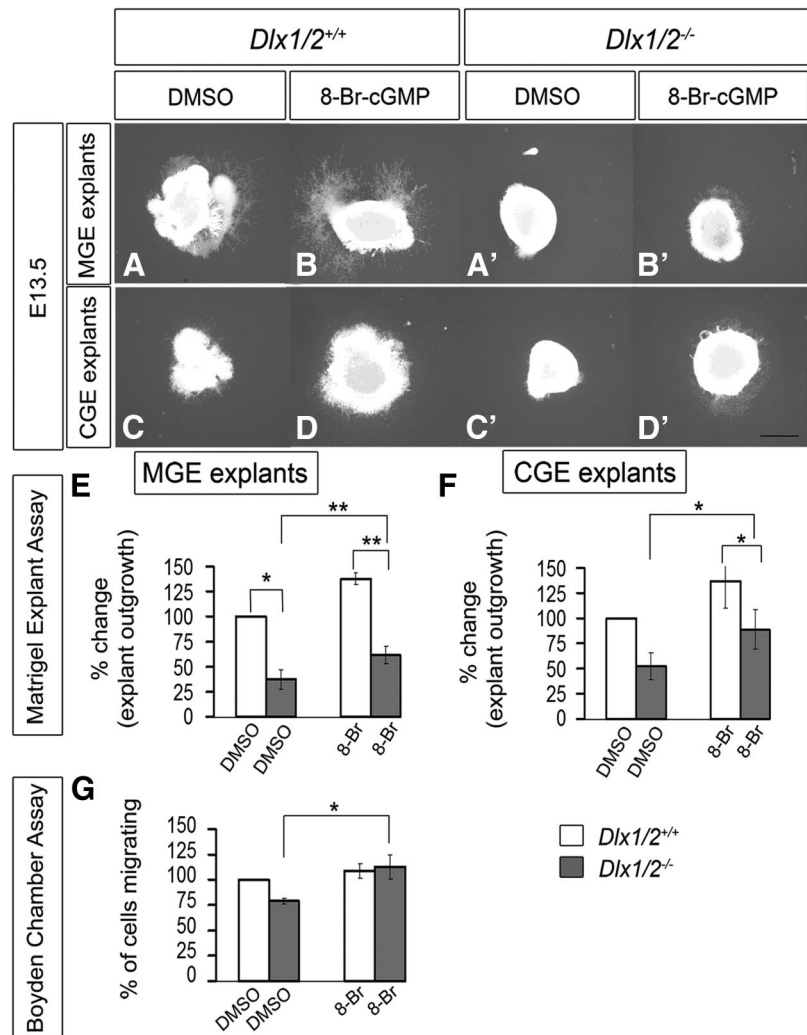 Dlx1/2+/+ Dlx1/2-/-
DMSO 8-Br-cGMP DMSO 8-Br-cGMP
E13.5
MGE explants
A B A’ B’
CGE explants
C D C’ D’
Matrigel Explant Assay
E MGE explants
% change
(explant outgrowth)
150
125
100
75
50
25
0
*
**
**
DMSO DMSO 8-Br 8-Br
F CGE explants
% change
(explant outgrowth)
150
125
100
75
50
25
0
*
*
DMSO DMSO 8-Br 8-Br
Boyden Chamber Assay
G
% of cells migrating
150
125
100
75
50
25
0
*
DMSO DMSO 8-Br 8-Br
Dlx1/2+/+
Dlx1/2-/-